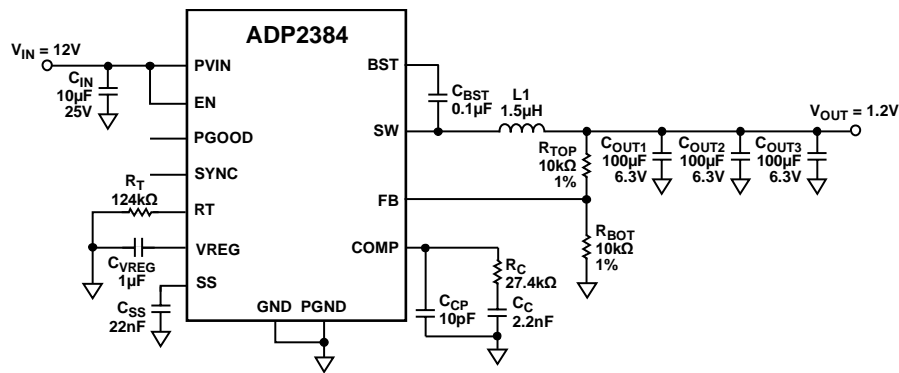 ADP2384
V_IN = 12V
C_IN
10µF
25V
PVIN
EN
PGOOD
SYNC
R_T
124kΩ
RT
VREG
C_VREG
1µF
SS
C_SS
22nF
GND PGND
BST
C_BST
0.1µF
L1
1.5µH
SW
V_OUT = 1.2V
R_TOP
10kΩ
1%
C_OUT1
100µF
6.3V
C_OUT2
100µF
6.3V
C_OUT3
100µF
6.3V
FB
R_BOT
10kΩ
1%
COMP
R_C
27.4kΩ
C_CP
10pF
C_C
2.2nF